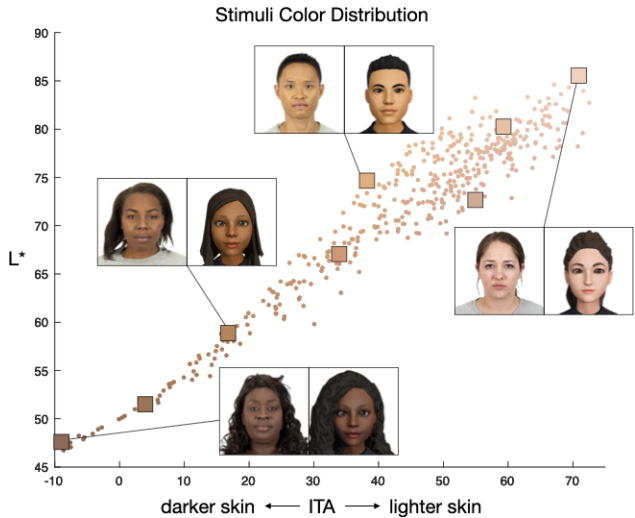 Stimuli Color Distribution
90
85
80
75
70
L*
65
60
55
50
45
-10 0 10 20 30 40 50 60 70
darker skin ← ITA → lighter skin